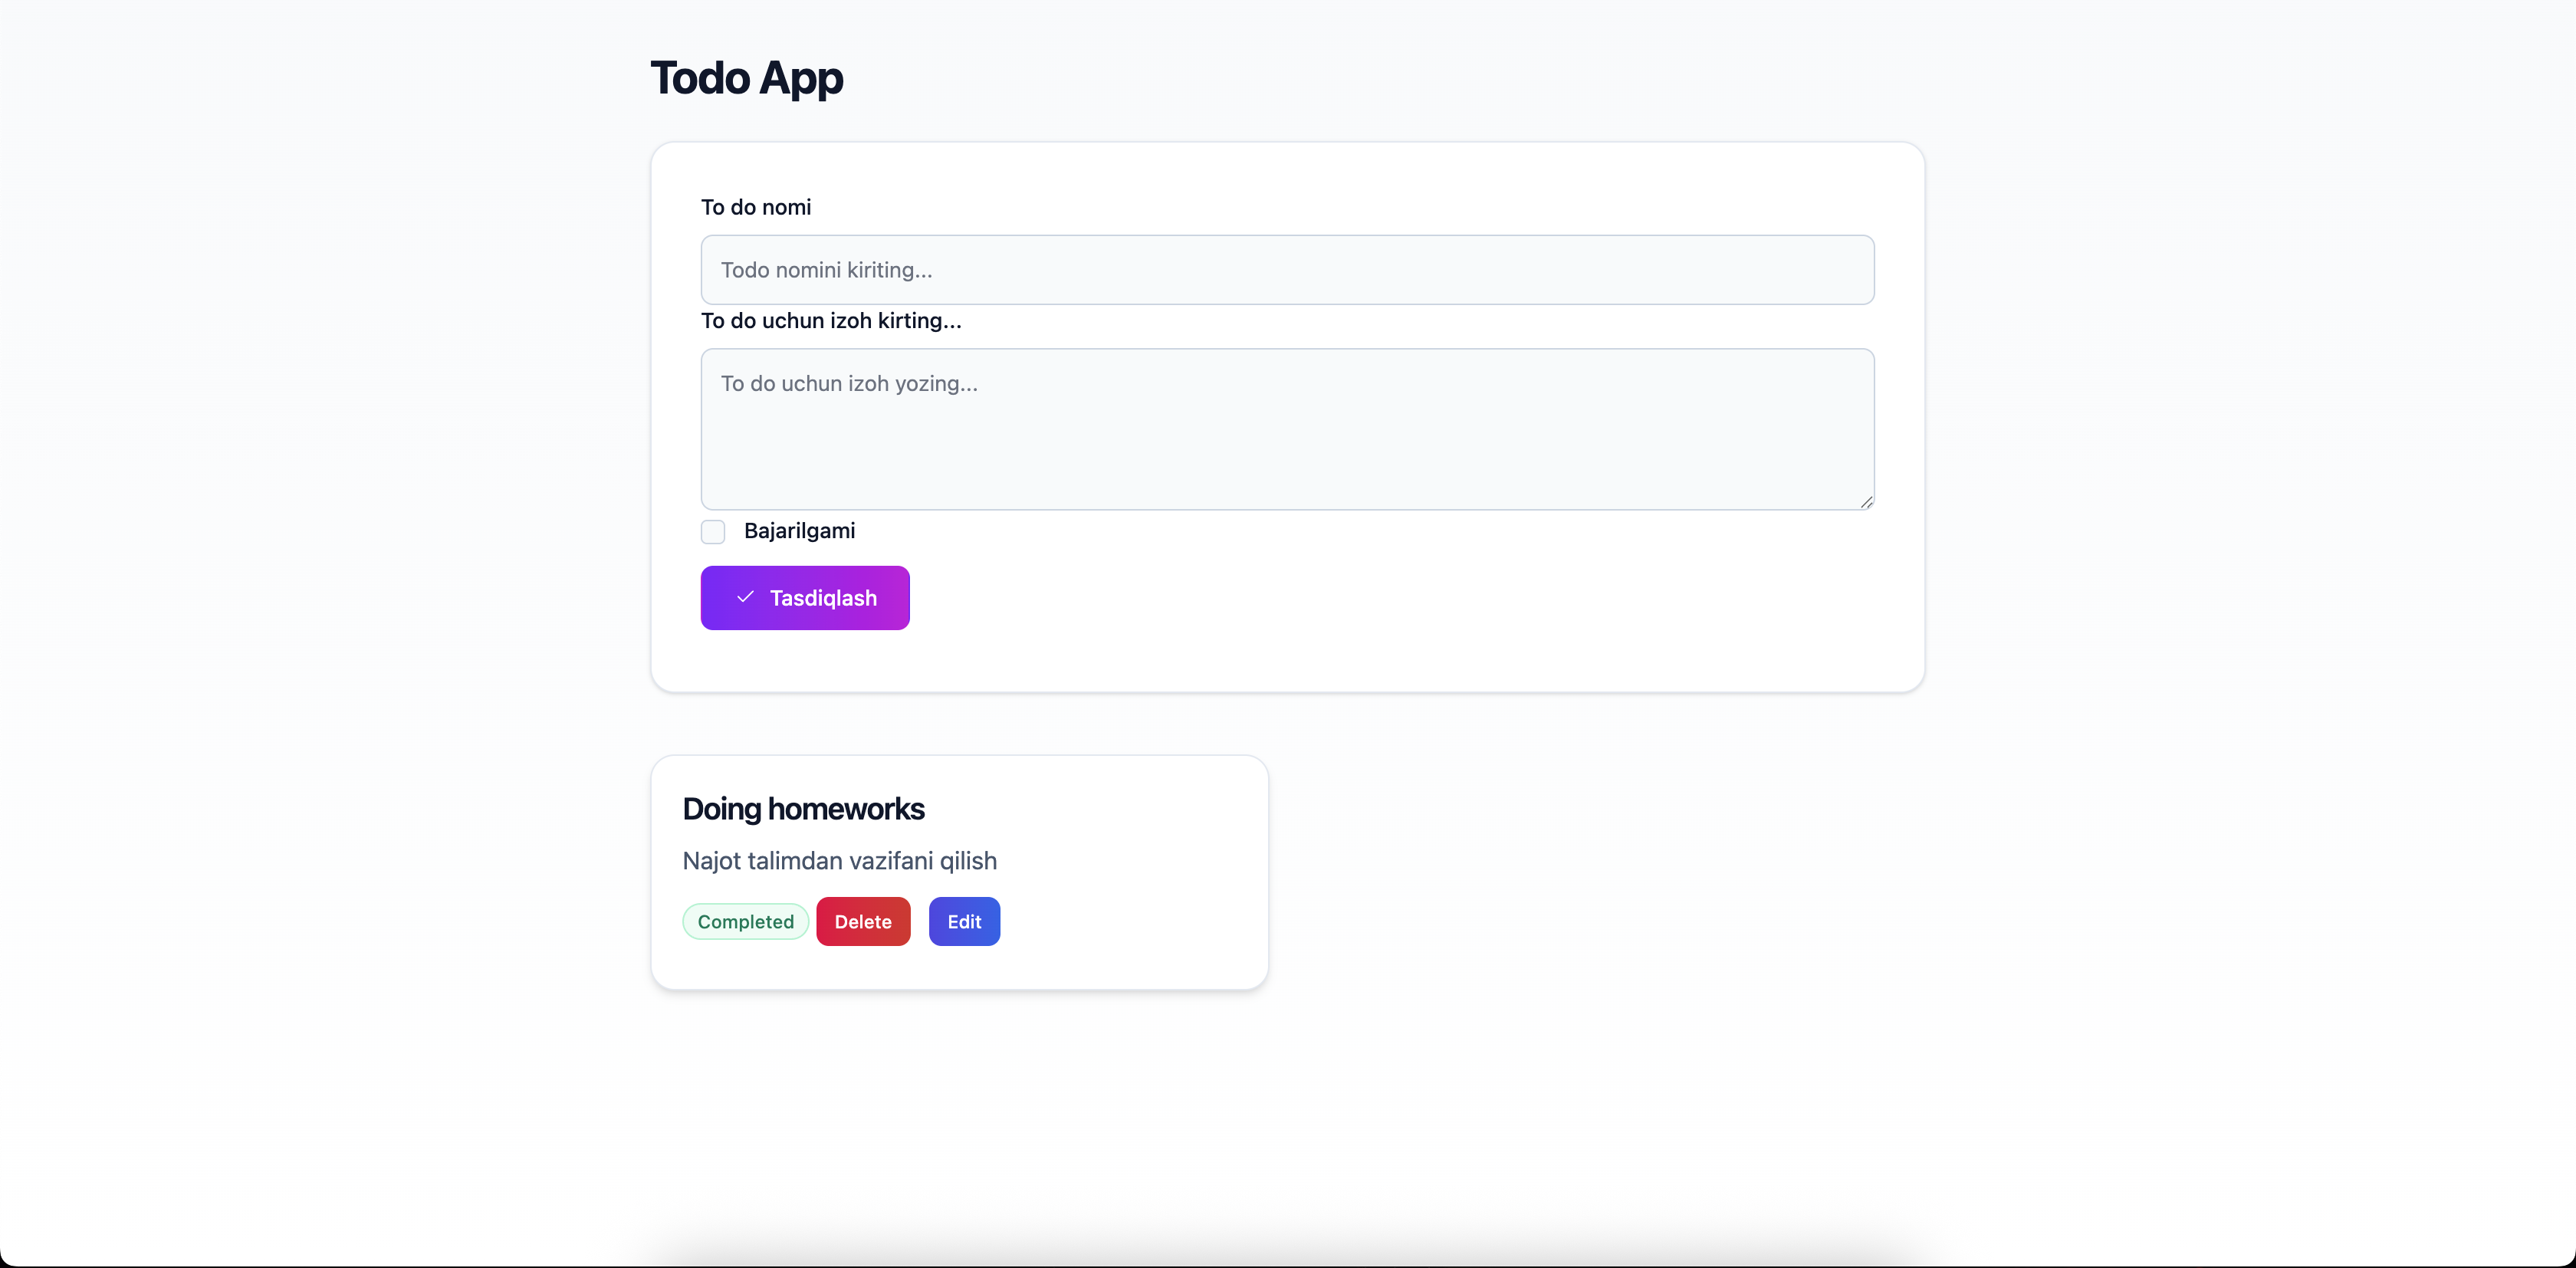 Todo App
To do nomi
Todo nomini kiriting...
To do uchun izoh kirting...
To do uchun izoh yozing...
Bajarilgami
Tasdiqlash
Doing homeworks
Najot talimdan vazifani qilish
Completed Delete Edit